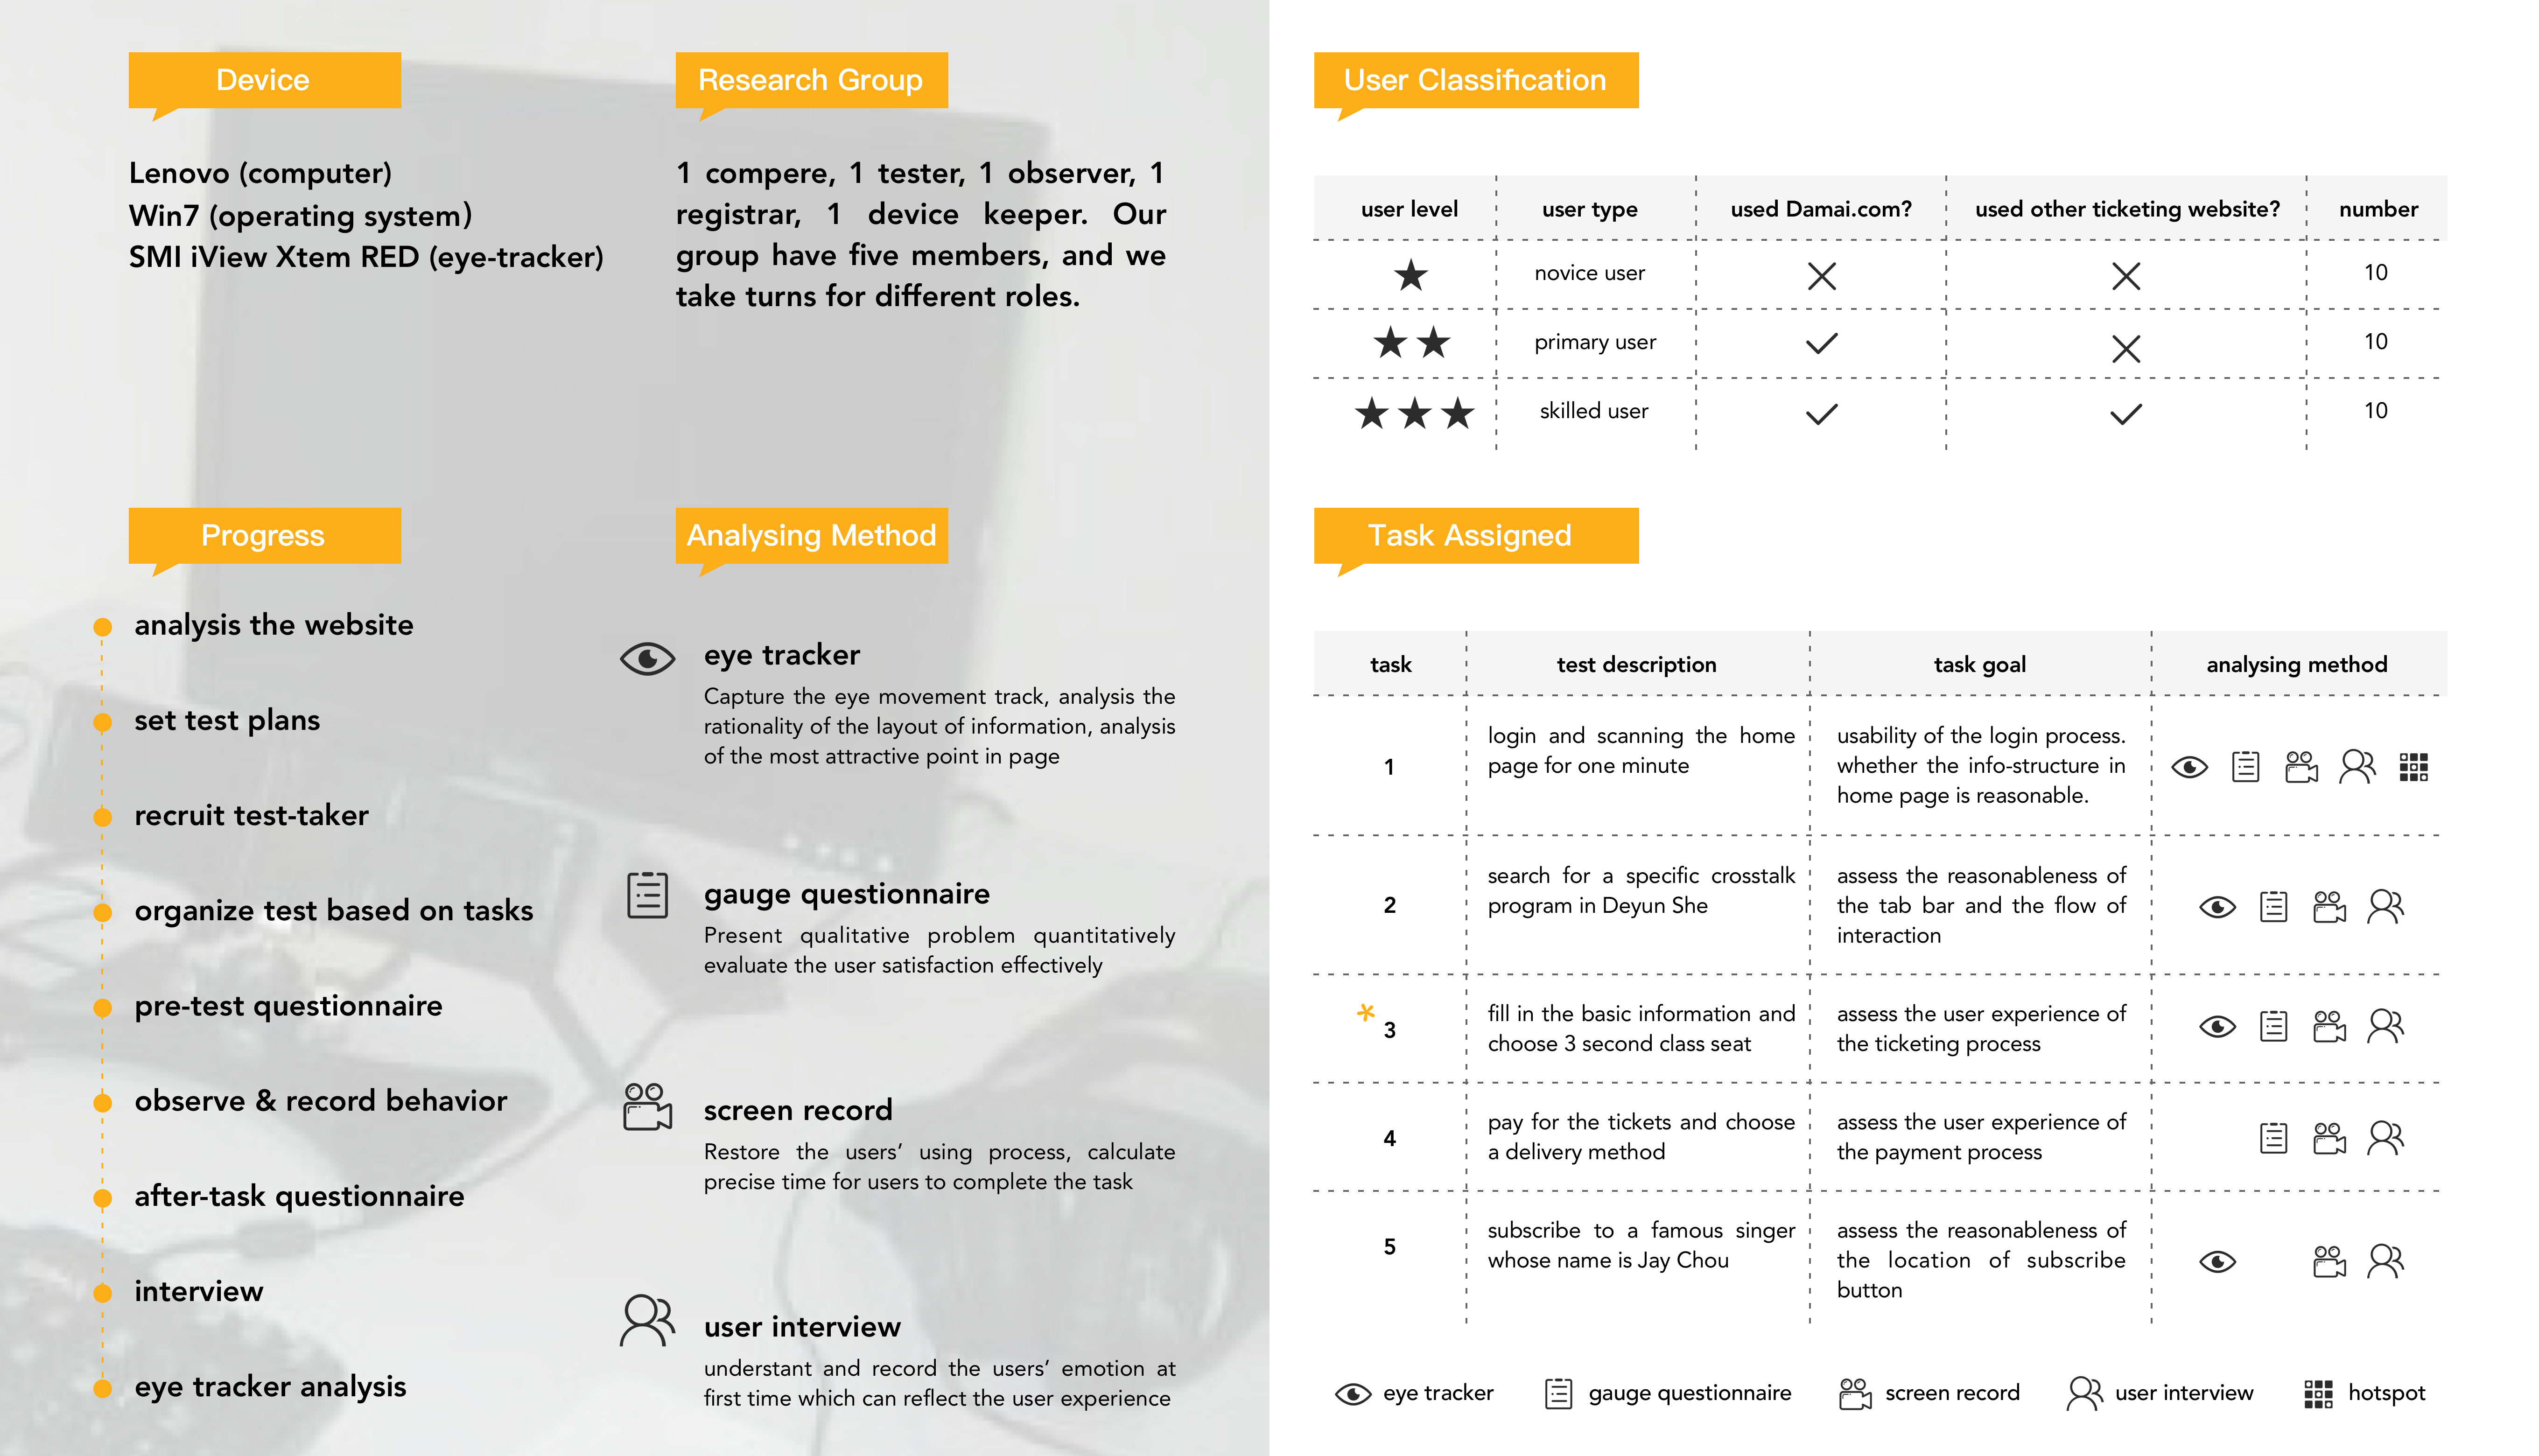 Device
Lenovo (computer)
Win7 (operating system)
SMI iView Xtem RED (eye-tracker)
Research Group
1 compere, 1 tester, 1 observer, 1
registrar, 1 device keeper. Our
group have five members, and we
take turns for different roles.
Progress
analysis the website
set test plans
recruit test-taker
organize test based on tasks
pre-test questionnaire
observe & record behavior
after-task questionnaire
interview
eye tracker analysis
Analysing Method
eye tracker
Capture the eye movement track, analysis the
rationality of the layout of information, analysis
of the most attractive point in page
gauge questionnaire
Present qualitative problem quantitatively
evaluate the user satisfaction effectively
screen record
Restore the users’ using process, calculate
precise time for users to complete the task
user interview
understant and record the users’ emotion at
first time which can reflect the user experience
User Classification
user level user type used Damai.com? used other ticketing website? number
novice user 10
primary user 10
skilled user 10
Task Assigned
task test description task goal analysing method
1
login and scanning the home
page for one minute
usability of the login process.
whether the info-structure in
home page is reasonable.
2
search for a specific crosstalk
program in Deyun She
assess the reasonableness of
the tab bar and the flow of
interaction
* 3
fill in the basic information and
choose 3 second class seat
assess the user experience of
the ticketing process
4
pay for the tickets and choose
a delivery method
assess the user experience of
the payment process
5
subscribe to a famous singer
whose name is Jay Chou
assess the reasonableness of
the location of subscribe
button
eye tracker gauge questionnaire screen record user interview hotspot